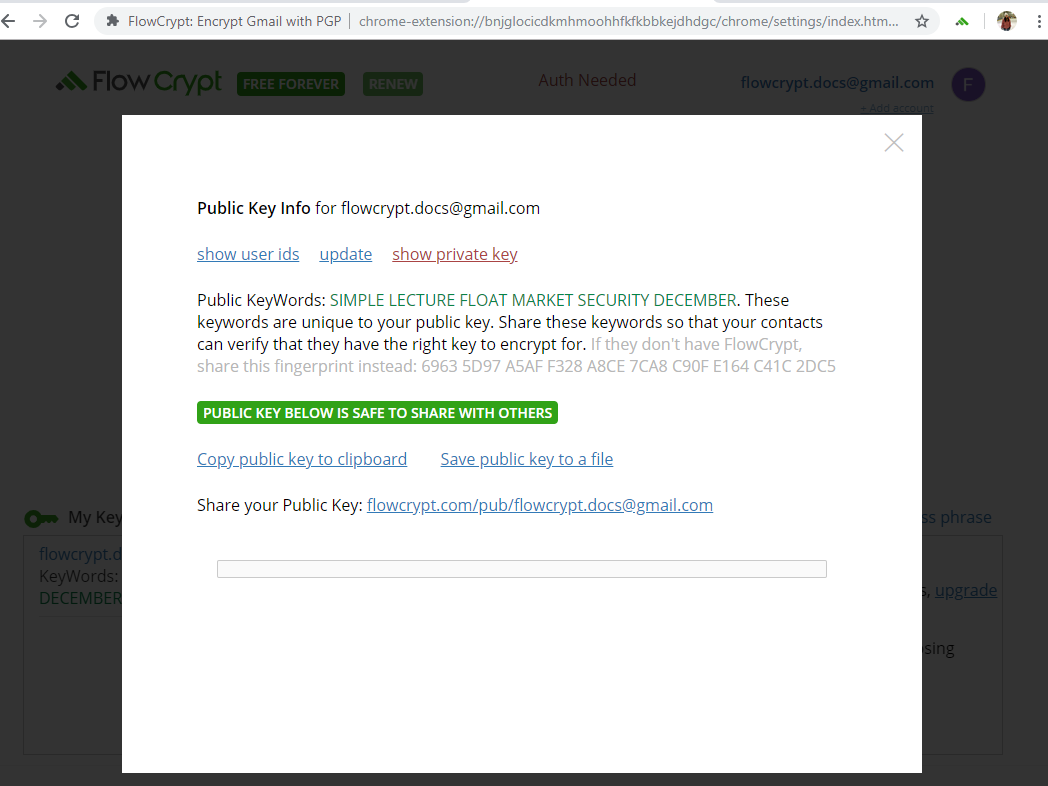 FlowCrypt: Encrypt Gmail with PGP | chrome-extension://bnjglocicdkmhmoohhfkfkbbkejdhdgc/chrome/settings/index.htm...
FlowCrypt FREE FOREVER RENEW Auth Needed flowcrypt.docs@gmail.com F
+ Add account
Public Key Info for flowcrypt.docs@gmail.com
show user ids update show private key
Public KeyWords: SIMPLE LECTURE FLOAT MARKET SECURITY DECEMBER. These
keywords are unique to your public key. Share these keywords so that your contacts
can verify that they have the right key to encrypt for. If they don't have FlowCrypt,
share this fingerprint instead: 6963 5D97 A5AF F328 A8CE 7CA8 C90F E164 C41C 2DC5
PUBLIC KEY BELOW IS SAFE TO SHARE WITH OTHERS
Copy public key to clipboard Save public key to a file
Share your Public Key: flowcrypt.com/pub/flowcrypt.docs@gmail.com
My Key ss phrase
flowcrypt.d
KeyWords:
DECEMBER s, upgrade
osing